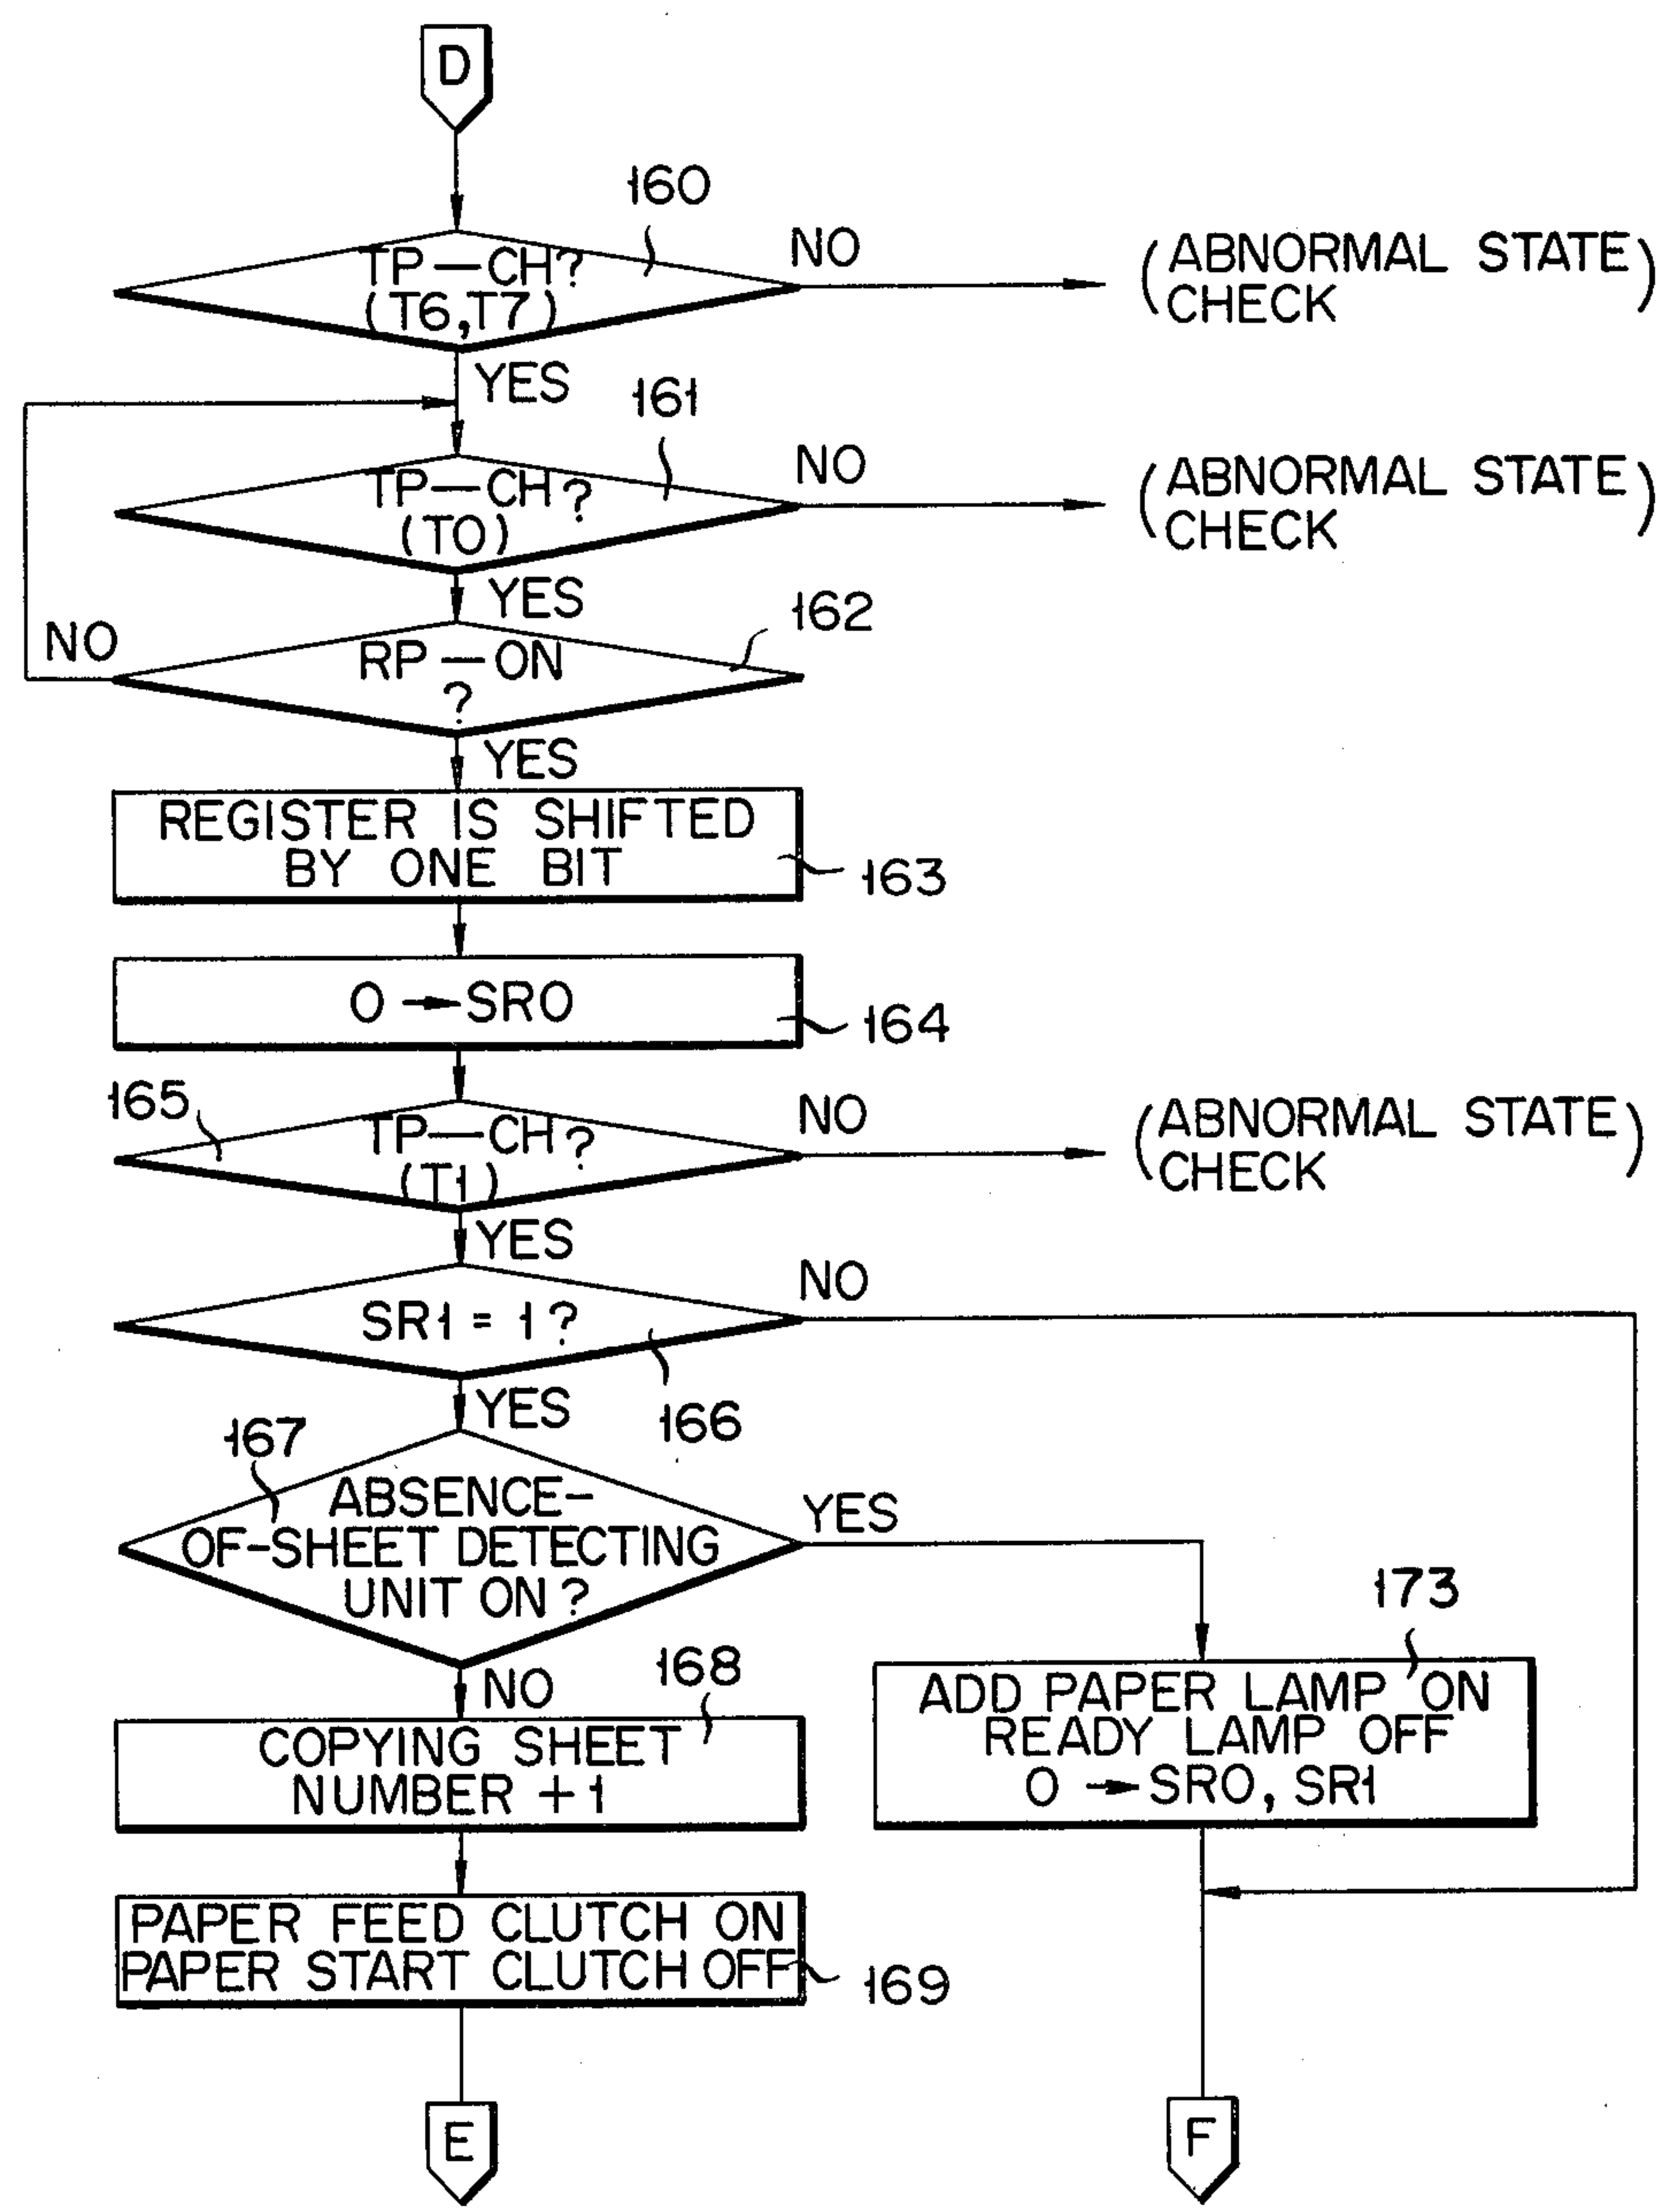 D
160
TP—CH?
(T6,T7)
NO
(ABNORMAL STATE
CHECK)
YES
161
TP—CH?
(T0)
NO
(ABNORMAL STATE
CHECK)
YES
162
RP—ON
?
NO
YES
REGISTER IS SHIFTED
BY ONE BIT
163
0 → SR0
164
165
TP—CH?
(T1)
NO
(ABNORMAL STATE
CHECK)
YES
SR1 = 1?
NO
166
YES
167
ABSENCE-
OF-SHEET DETECTING
UNIT ON?
YES
NO
168
COPYING SHEET
NUMBER +1
173
ADD PAPER LAMP ON
READY LAMP OFF
0 → SR0, SR1
PAPER FEED CLUTCH ON
PAPER START CLUTCH OFF
169
E
F